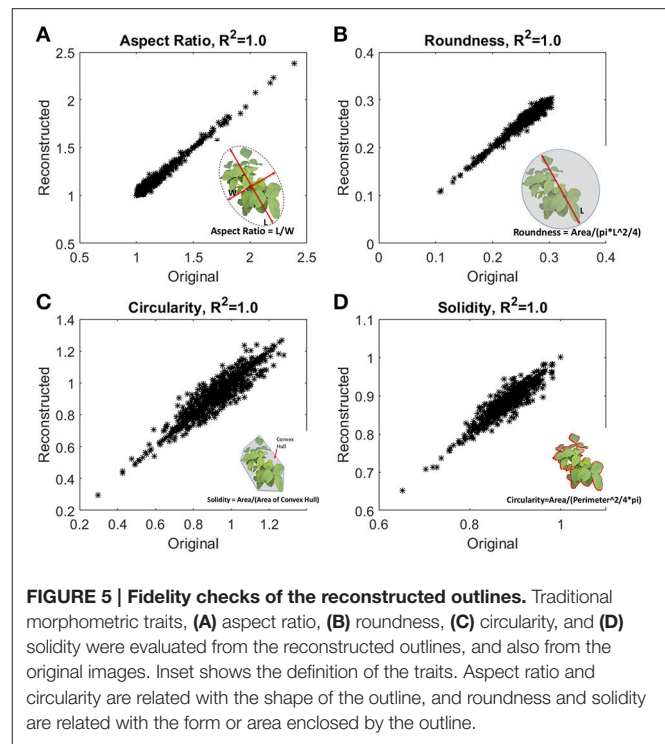 A
Aspect Ratio, R²=1.0
2.5
2
1.5
1
0.5
Reconstructed
0.5 1 1.5 2 2.5
Original
W
L
Aspect Ratio = L/W
B
Roundness, R²=1.0
0.4
0.3
0.2
0.1
0
Reconstructed
0 0.1 0.2 0.3 0.4
Original
L
Roundness = Area/(pi*L^2/4)
C
Circularity, R²=1.0
1.4
1.2
1
0.8
0.6
0.4
0.2
Reconstructed
0.2 0.4 0.6 0.8 1 1.2
Original
Convex
Hull
Solidity = Area/(Area of Convex Hull)
D
Solidity, R²=1.0
1.1
1
0.9
0.8
0.7
0.6
Reconstructed
0.6 0.8 1
Original
Circularity=Area/(Perimeter^2/4*pi)
FIGURE 5 | Fidelity checks of the reconstructed outlines. Traditional
morphometric traits, (A) aspect ratio, (B) roundness, (C) circularity, and (D)
solidity were evaluated from the reconstructed outlines, and also from the
original images. Inset shows the definition of the traits. Aspect ratio and
circularity are related with the shape of the outline, and roundness and solidity
are related with the form or area enclosed by the outline.